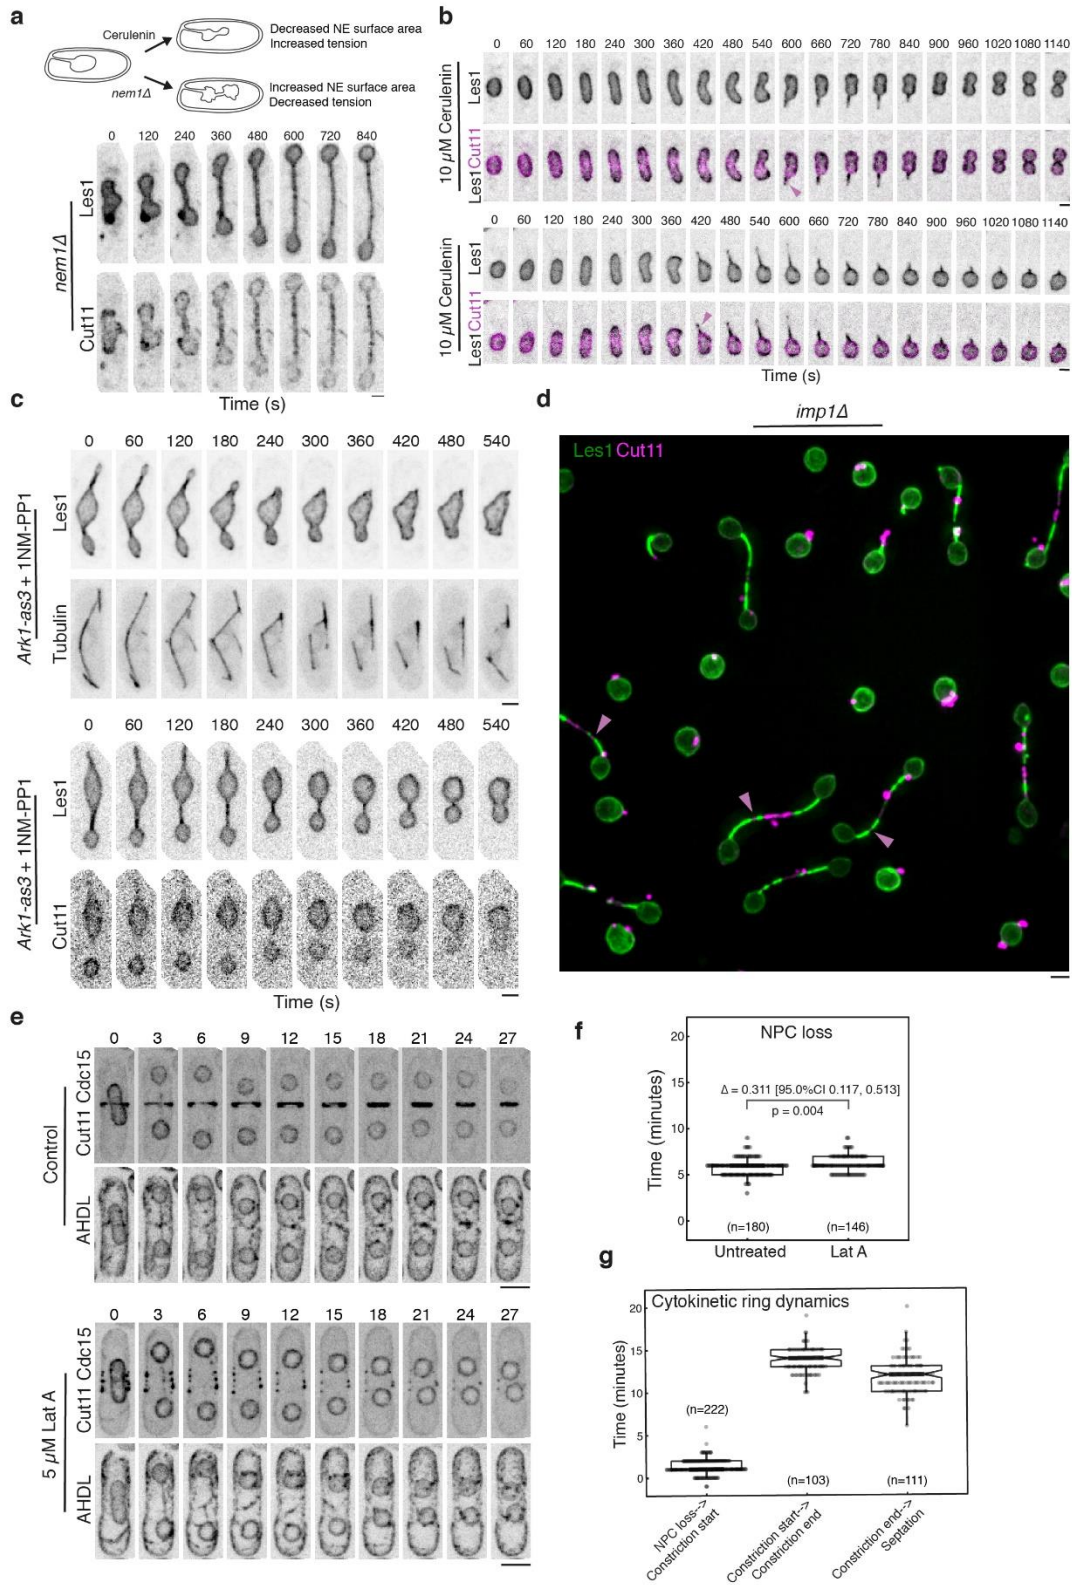 a
Cerulenin
Decreased NE surface area
Increased tension
nem1Δ
Increased NE surface area
Decreased tension
0 120 240 360 480 600 720 840
nem1Δ
Les1
Cut11
Time (s)
b
0 60 120 180 240 300 360 420 480 540 600 660 720 780 840 900 960 1020 1080 1140
10 µM Cerulenin
Les1
Les1Cut11
0 60 120 180 240 300 360 420 480 540 600 660 720 780 840 900 960 1020 1080 1140
10 µM Cerulenin
Les1
Les1Cut11
Time (s)
c
0 60 120 180 240 300 360 420 480 540
Ark1-as3 + 1NM-PP1
Les1
Tubulin
0 60 120 180 240 300 360 420 480 540
Ark1-as3 + 1NM-PP1
Les1
Cut11
Time (s)
d
imp1Δ
Les1Cut11
e
0 3 6 9 12 15 18 21 24 27
Control
Cut11 Cdc15
AHDL
0 3 6 9 12 15 18 21 24 27
5 µM Lat A
Cut11 Cdc15
AHDL
f
NPC loss
Time (minutes)
20
15
10
5
0
Δ = 0.311 [95.0%CI 0.117, 0.513]
p = 0.004
(n=180) (n=146)
Untreated Lat A
g
Cytokinetic ring dynamics
Time (minutes)
20
15
10
5
0
(n=222)
(n=103) (n=111)
NPC loss-->
Constriction start
Constriction start-->
Constriction end
Constriction end-->
Septation